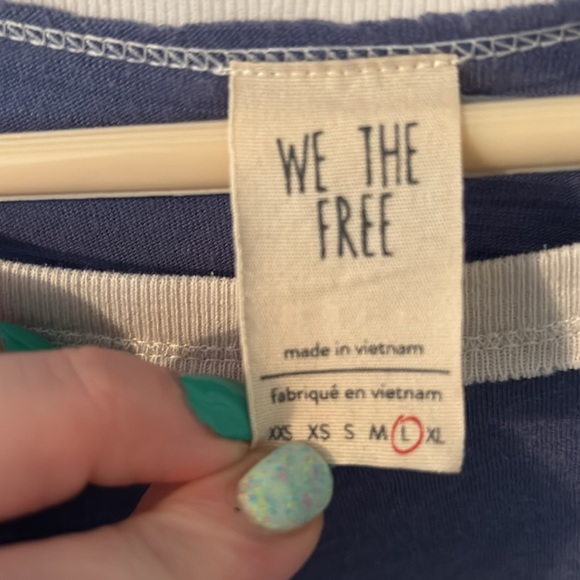 WE THE
FREE
made in vietnam
fabriqué en vietnam
XXS XS S M L XL